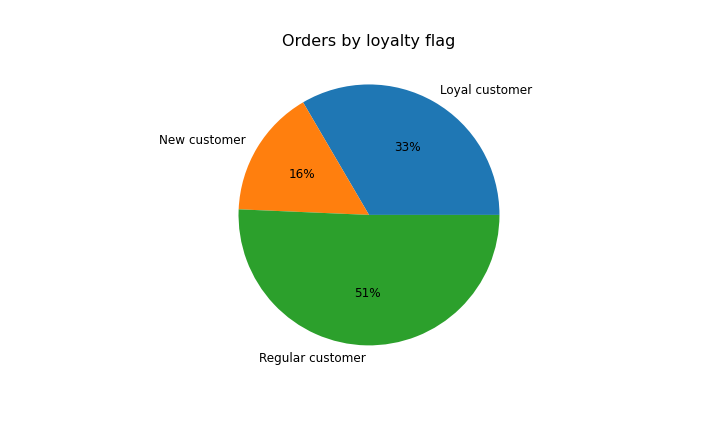 Orders by loyalty flag
Loyal customer
33%
New customer
16%
51%
Regular customer